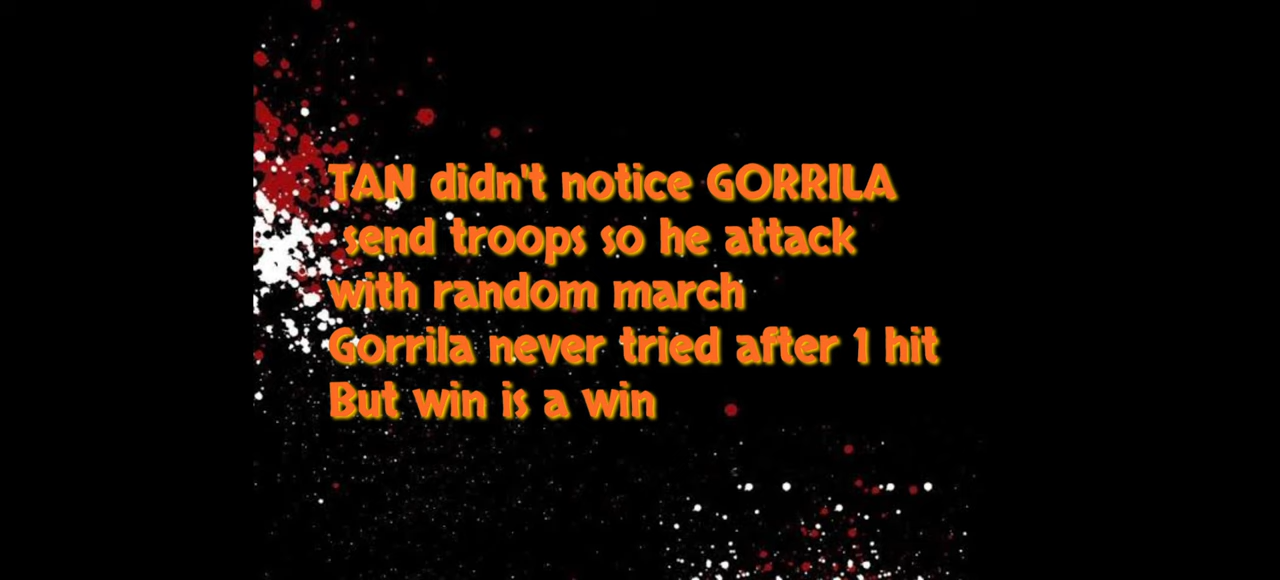 TAN didn't notice GORRILA
send troops so he attack
with random march
Gorrila never tried after 1 hit
But win is a win